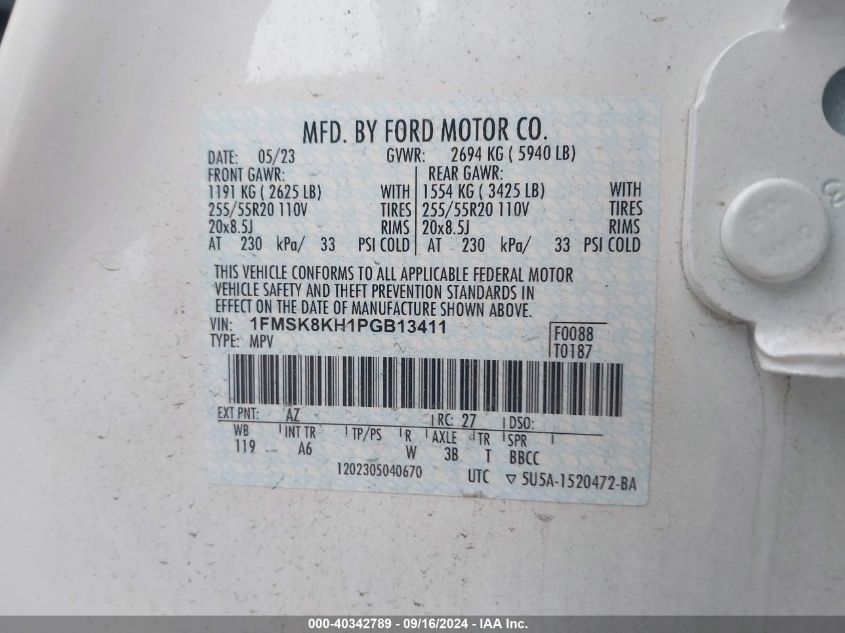 MFD. BY FORD MOTOR CO.
DATE: 05/23 GVWR: 2694 KG ( 5940 LB)
FRONT GAWR: REAR GAWR:
1191 KG ( 2625 LB) WITH 1554 KG ( 3425 LB) WITH
255/55R20 110V TIRES 255/55R20 110V TIRES
20x8.5J RIMS 20x8.5J RIMS
AT 230 kPa/ 33 PSI COLD AT 230 kPa/ 33 PSI COLD
THIS VEHICLE CONFORMS TO ALL APPLICABLE FEDERAL MOTOR
VEHICLE SAFETY AND THEFT PREVENTION STANDARDS IN
EFFECT ON THE DATE OF MANUFACTURE SHOWN ABOVE.
VIN: 1FMSK8KH1PGB13411 F0088
TYPE: MPV T0187
EXT PNT: AZ RC: 27 DSO:
WB INT TR TP/PS R AXLE TR SPR
119 A6 W 3B T BBCC
1202305040670 UTC ▽ 5U5A-1520472-BA
000-40342789 - 09/16/2024 - IAA Inc.